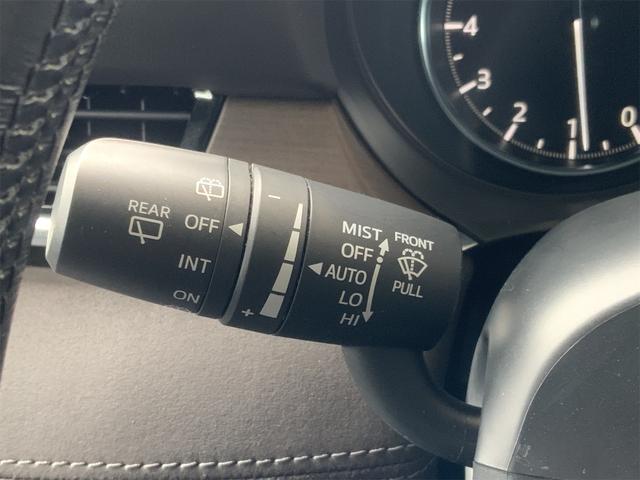 REAR
OFF
INT
ON
−
+
MIST
OFF
AUTO
LO
HI
FRONT
PULL
4
3
2
1
0